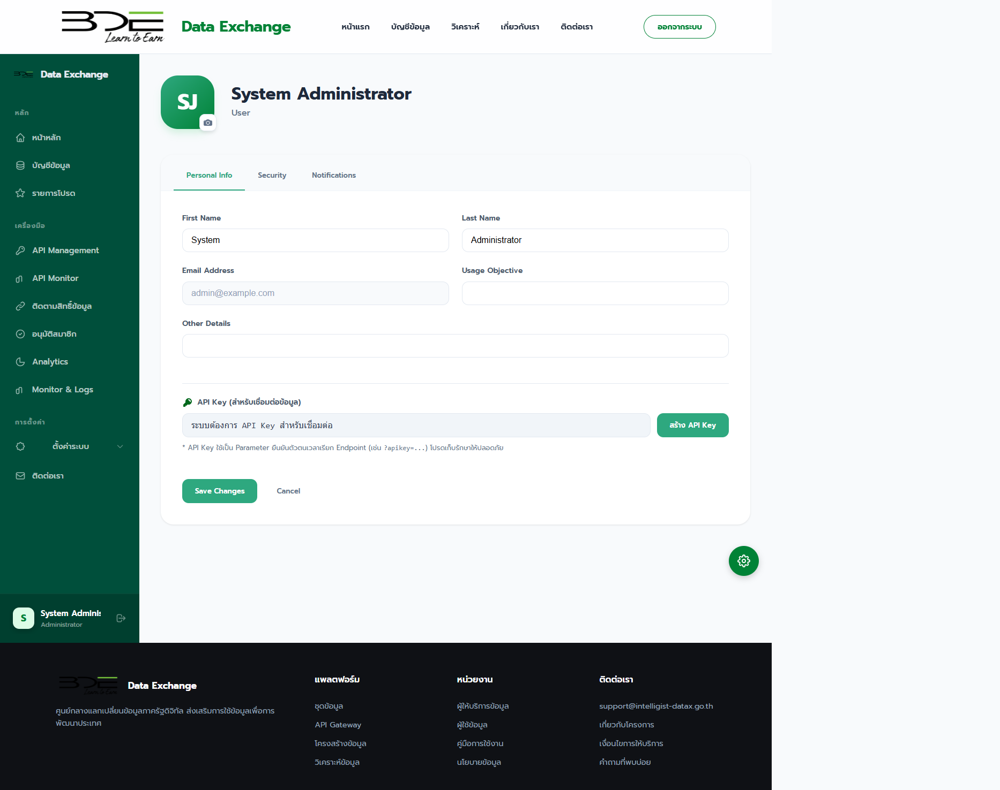 BDE
Learn to Earn
Data Exchange
หน้าแรก
บัญชีข้อมูล
วิเคราะห์
เกี่ยวกับเรา
ติดต่อเรา
ออกจากระบบ
BDE
Data Exchange
หลัก
หน้าหลัก
บัญชีข้อมูล
รายการโปรด
เครื่องมือ
API Management
API Monitor
ติดตามสิทธิ์ข้อมูล
อนุมัติสมาชิก
Analytics
Monitor & Logs
การตั้งค่า
ตั้งค่าระบบ
ติดต่อเรา
S
System Adminis
Administrator
SJ
System Administrator
User
Personal Info
Security
Notifications
First Name
Last Name
System
Administrator
Email Address
Usage Objective
admin@example.com
Other Details
API Key (สำหรับเชื่อมต่อข้อมูล)
ระบบต้องการ API Key สำหรับเชื่อมต่อ
สร้าง API Key
* API Key ใช้เป็น Parameter ยืนยันตัวตนเวลาเรียก Endpoint (เช่น ?apikey=...) โปรดเก็บรักษาให้ปลอดภัย
Save Changes
Cancel
BDE
Learn to Earn
Data Exchange
ศูนย์กลางแลกเปลี่ยนข้อมูลภาครัฐดิจิทัล ส่งเสริมการใช้ข้อมูลเพื่อการ
พัฒนาประเทศ
แพลตฟอร์ม
ชุดข้อมูล
API Gateway
โครงสร้างข้อมูล
วิเคราะห์ข้อมูล
หน่วยงาน
ผู้ให้บริการข้อมูล
ผู้ใช้ข้อมูล
คู่มือการใช้งาน
นโยบายข้อมูล
ติดต่อเรา
support@intelligist-datax.go.th
เกี่ยวกับโครงการ
เงื่อนไขการให้บริการ
คำถามที่พบบ่อย